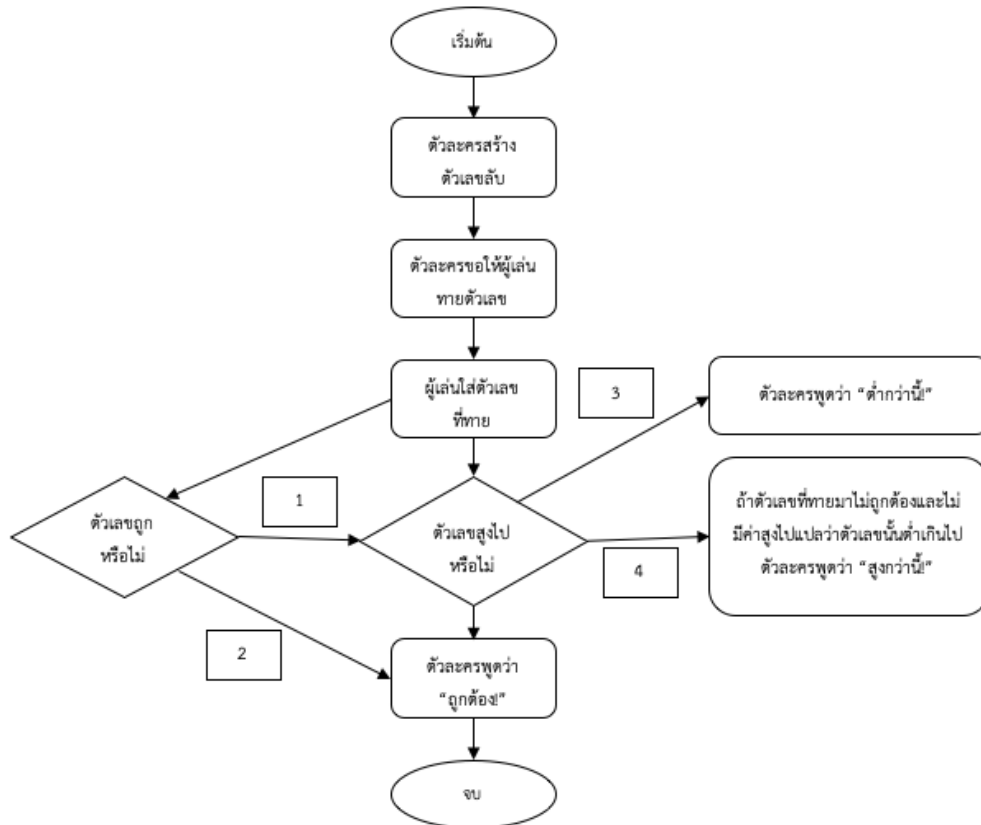 เริ่มต้น
ตัวละครสร้าง
ตัวเลขลับ
ตัวละครขอให้ผู้เล่น
ทายตัวเลข
ผู้เล่นใส่ตัวเลข
ที่ทาย
3
ตัวละครพูดว่า “ต่ำกว่านี้!”
1
ตัวเลขถูก
หรือไม่
ตัวเลขสูงไป
หรือไม่
4
ถ้าตัวเลขที่ทายมาไม่ถูกต้องและไม่
มีค่าสูงไปแปลว่าตัวเลขนั้นต่ำเกินไป
ตัวละครพูดว่า “สูงกว่านี้!”
2
ตัวละครพูดว่า
“ถูกต้อง!”
จบ